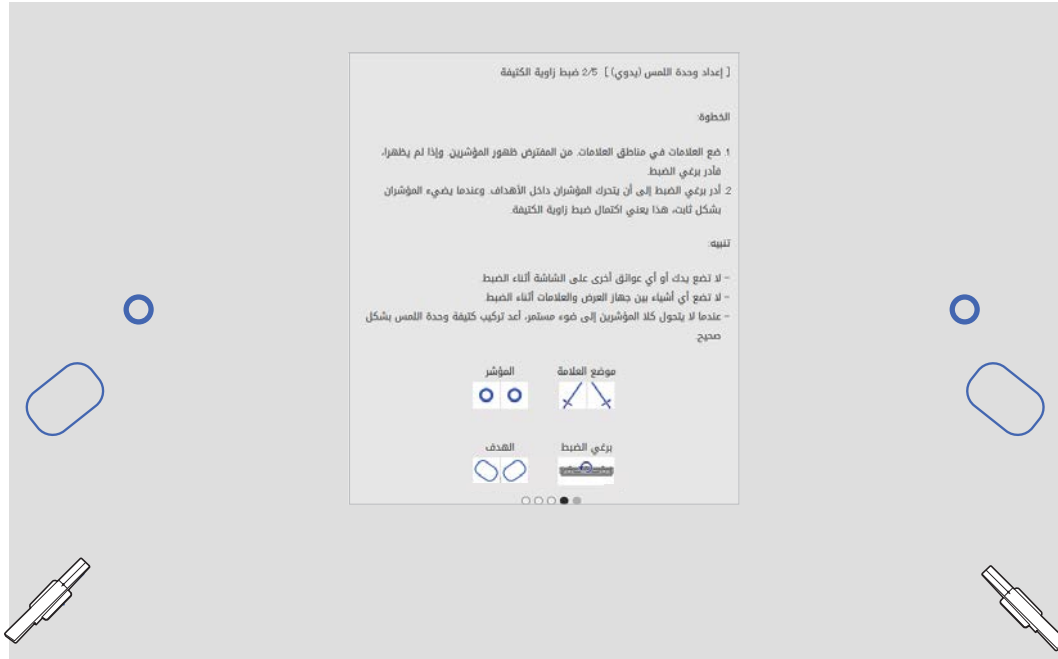 [ إعداد وحدة اللمس (يدوي) ] 2/5 ضبط زاوية الكتيفة
الخطوة:
1. ضع العلامات في مناطق العلامات. من المفترض ظهور المؤشرين. وإذا لم يظهرا،
فأدر برغي الضبط.
2. أدر برغي الضبط إلى أن يتحرك المؤشران داخل الأهداف. وعندما يضيء المؤشران
بشكل ثابت، هذا يعني اكتمال ضبط زاوية الكتيفة.
تنبيه:
- لا تضع يدك أو أي عوائق أخرى على الشاشة أثناء الضبط.
- لا تضع أي أشياء بين جهاز العرض والعلامات أثناء الضبط.
- عندما لا يتحول كلا المؤشرين إلى ضوء مستمر، أعد تركيب كتيفة وحدة اللمس بشكل
صحيح.
موضع العلامة المؤشر
برغي الضبط الهدف